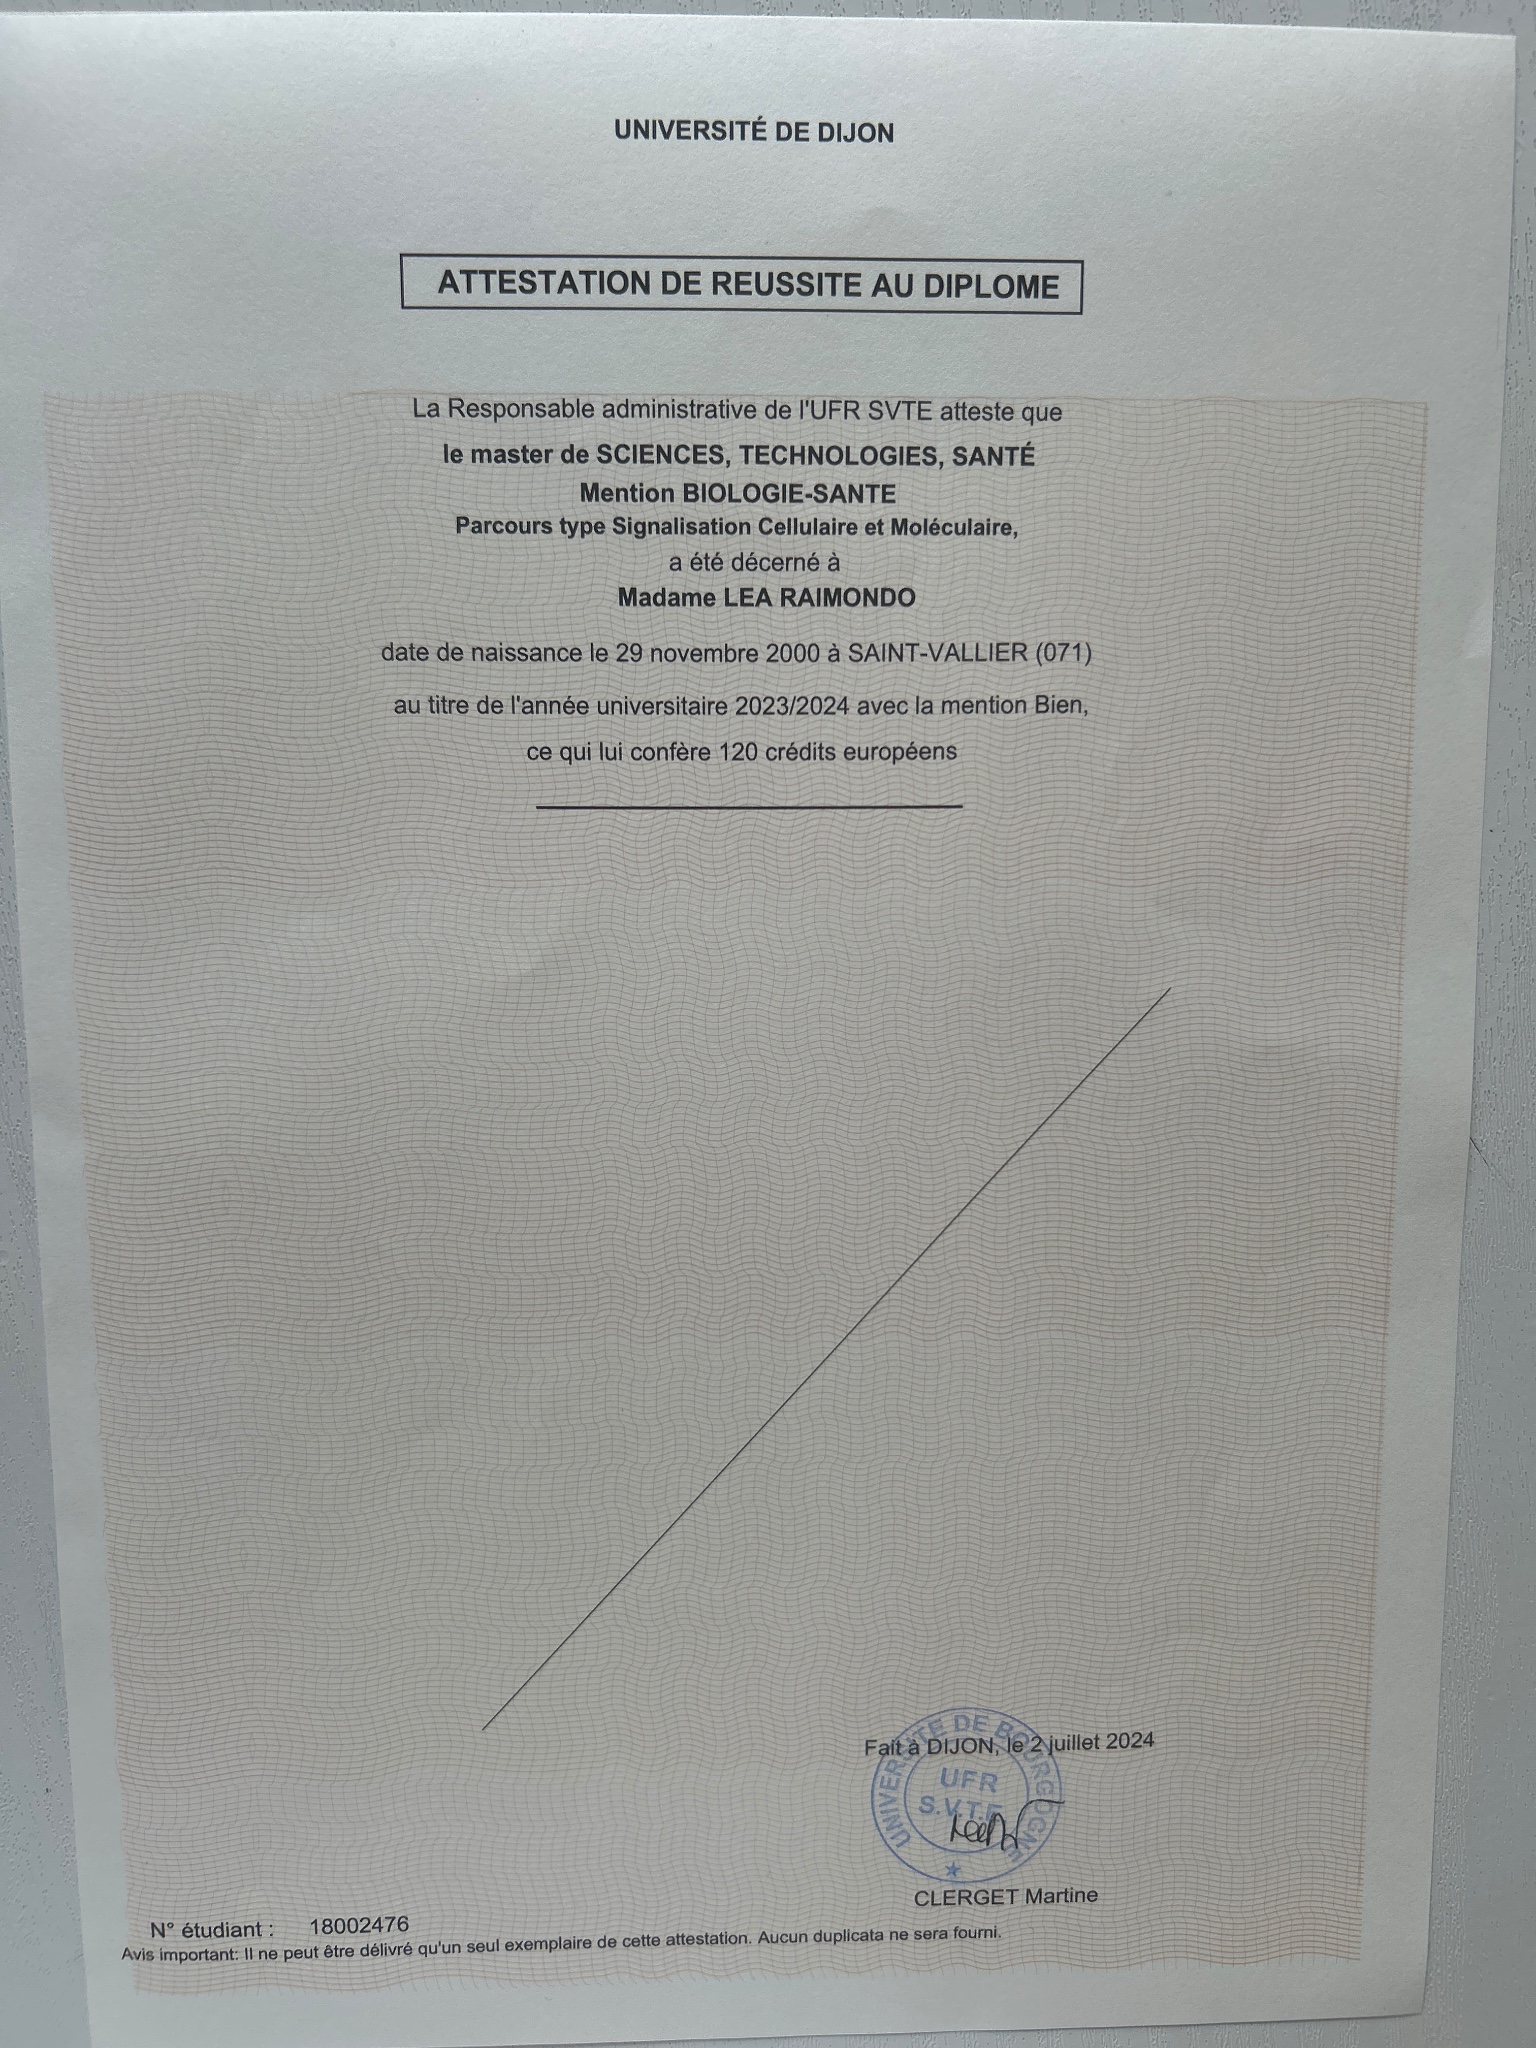 UNIVERSITÉ DE DIJON
ATTESTATION DE REUSSITE AU DIPLOME
La Responsable administrative de l'UFR SVTE atteste que
le master de SCIENCES, TECHNOLOGIES, SANTÉ
Mention BIOLOGIE-SANTE
Parcours type Signalisation Cellulaire et Moléculaire,
a été décerné à
Madame LEA RAIMONDO
date de naissance le 29 novembre 2000 à SAINT-VALLIER (071)
au titre de l'année universitaire 2023/2024 avec la mention Bien,
ce qui lui confère 120 crédits européens
Fait à DIJON, le 2 juillet 2024
UNIVERSITE DE BOURGOGNE
UFR
S.V.T.E
CLERGET Martine
N° étudiant : 18002476
Avis important: Il ne peut être délivré qu'un seul exemplaire de cette attestation. Aucun duplicata ne sera fourni.